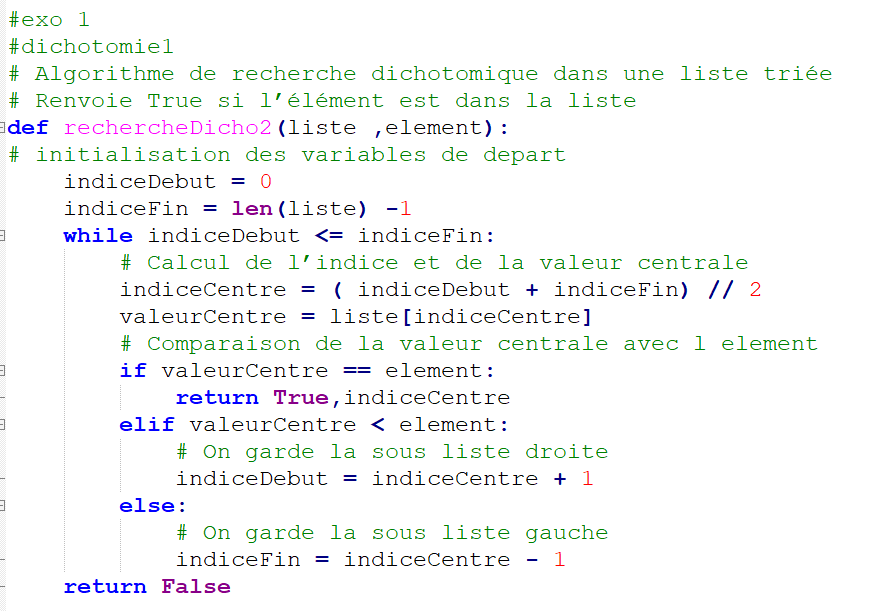 #exo 1
#dichotomie1
# Algorithme de recherche dichotomique dans une liste triée
# Renvoie True si l’élément est dans la liste
def rechercheDicho2(liste ,element):
# initialisation des variables de depart
    indiceDebut = 0
    indiceFin = len(liste) -1
    while indiceDebut <= indiceFin:
        # Calcul de l’indice et de la valeur centrale
        indiceCentre = ( indiceDebut + indiceFin) // 2
        valeurCentre = liste[indiceCentre]
        # Comparaison de la valeur centrale avec l element
        if valeurCentre == element:
            return True,indiceCentre
        elif valeurCentre < element:
            # On garde la sous liste droite
            indiceDebut = indiceCentre + 1
        else:
            # On garde la sous liste gauche
            indiceFin = indiceCentre - 1
    return False